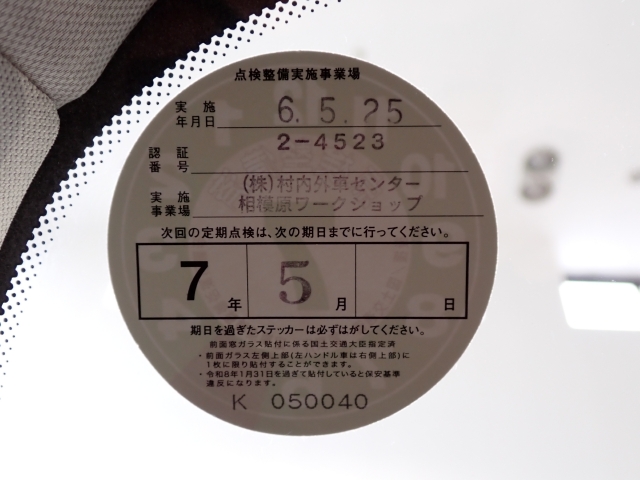 点検整備実施事業場
実施年月日 6.5.25
認証番号 2-4523
実施事業場 (株)村内外車センター
相模原ワークショップ
次回の定期点検は、次の期日までに行ってください。
7年 5月 日
期日を過ぎたステッカーは必ずはがしてください。
前面窓ガラス貼付に係る国土交通大臣指定済
・前面ガラス左側上部(左ハンドル車は右側上部)に
1枚に限り貼付することができます。
・令和8年1月31日を過ぎて貼付していると保安基準
違反になります。
K 050040